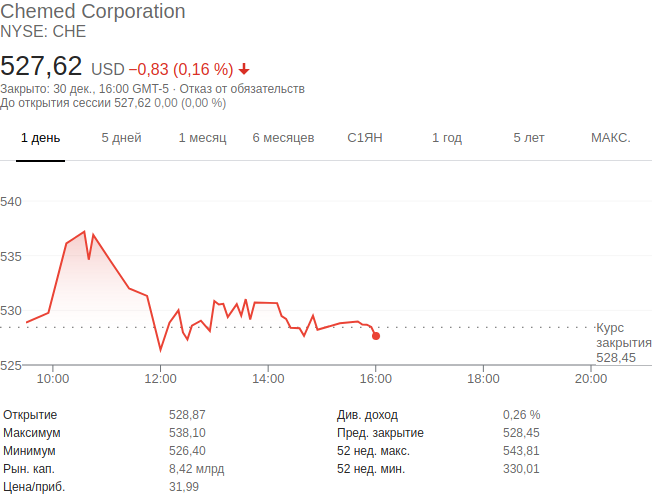 Chemed Corporation
NYSE: CHE
527,62 USD −0,83 (0,16 %)
Закрыто: 30 дек., 16:00 GMT-5 · Отказ от обязательств
До открытия сессии 527,62 0,00 (0,00 %)
1 день 5 дней 1 месяц 6 месяцев С1ЯН 1 год 5 лет МАКС.
540
535
530
Курс
закрытия
528,45
525
10:00 12:00 14:00 16:00 18:00 20:00
Открытие 528,87 Див. доход 0,26 %
Максимум 538,10 Пред. закрытие 528,45
Минимум 526,40 52 нед. макс. 543,81
Рын. кап. 8,42 млрд 52 нед. мин. 330,01
Цена/приб. 31,99